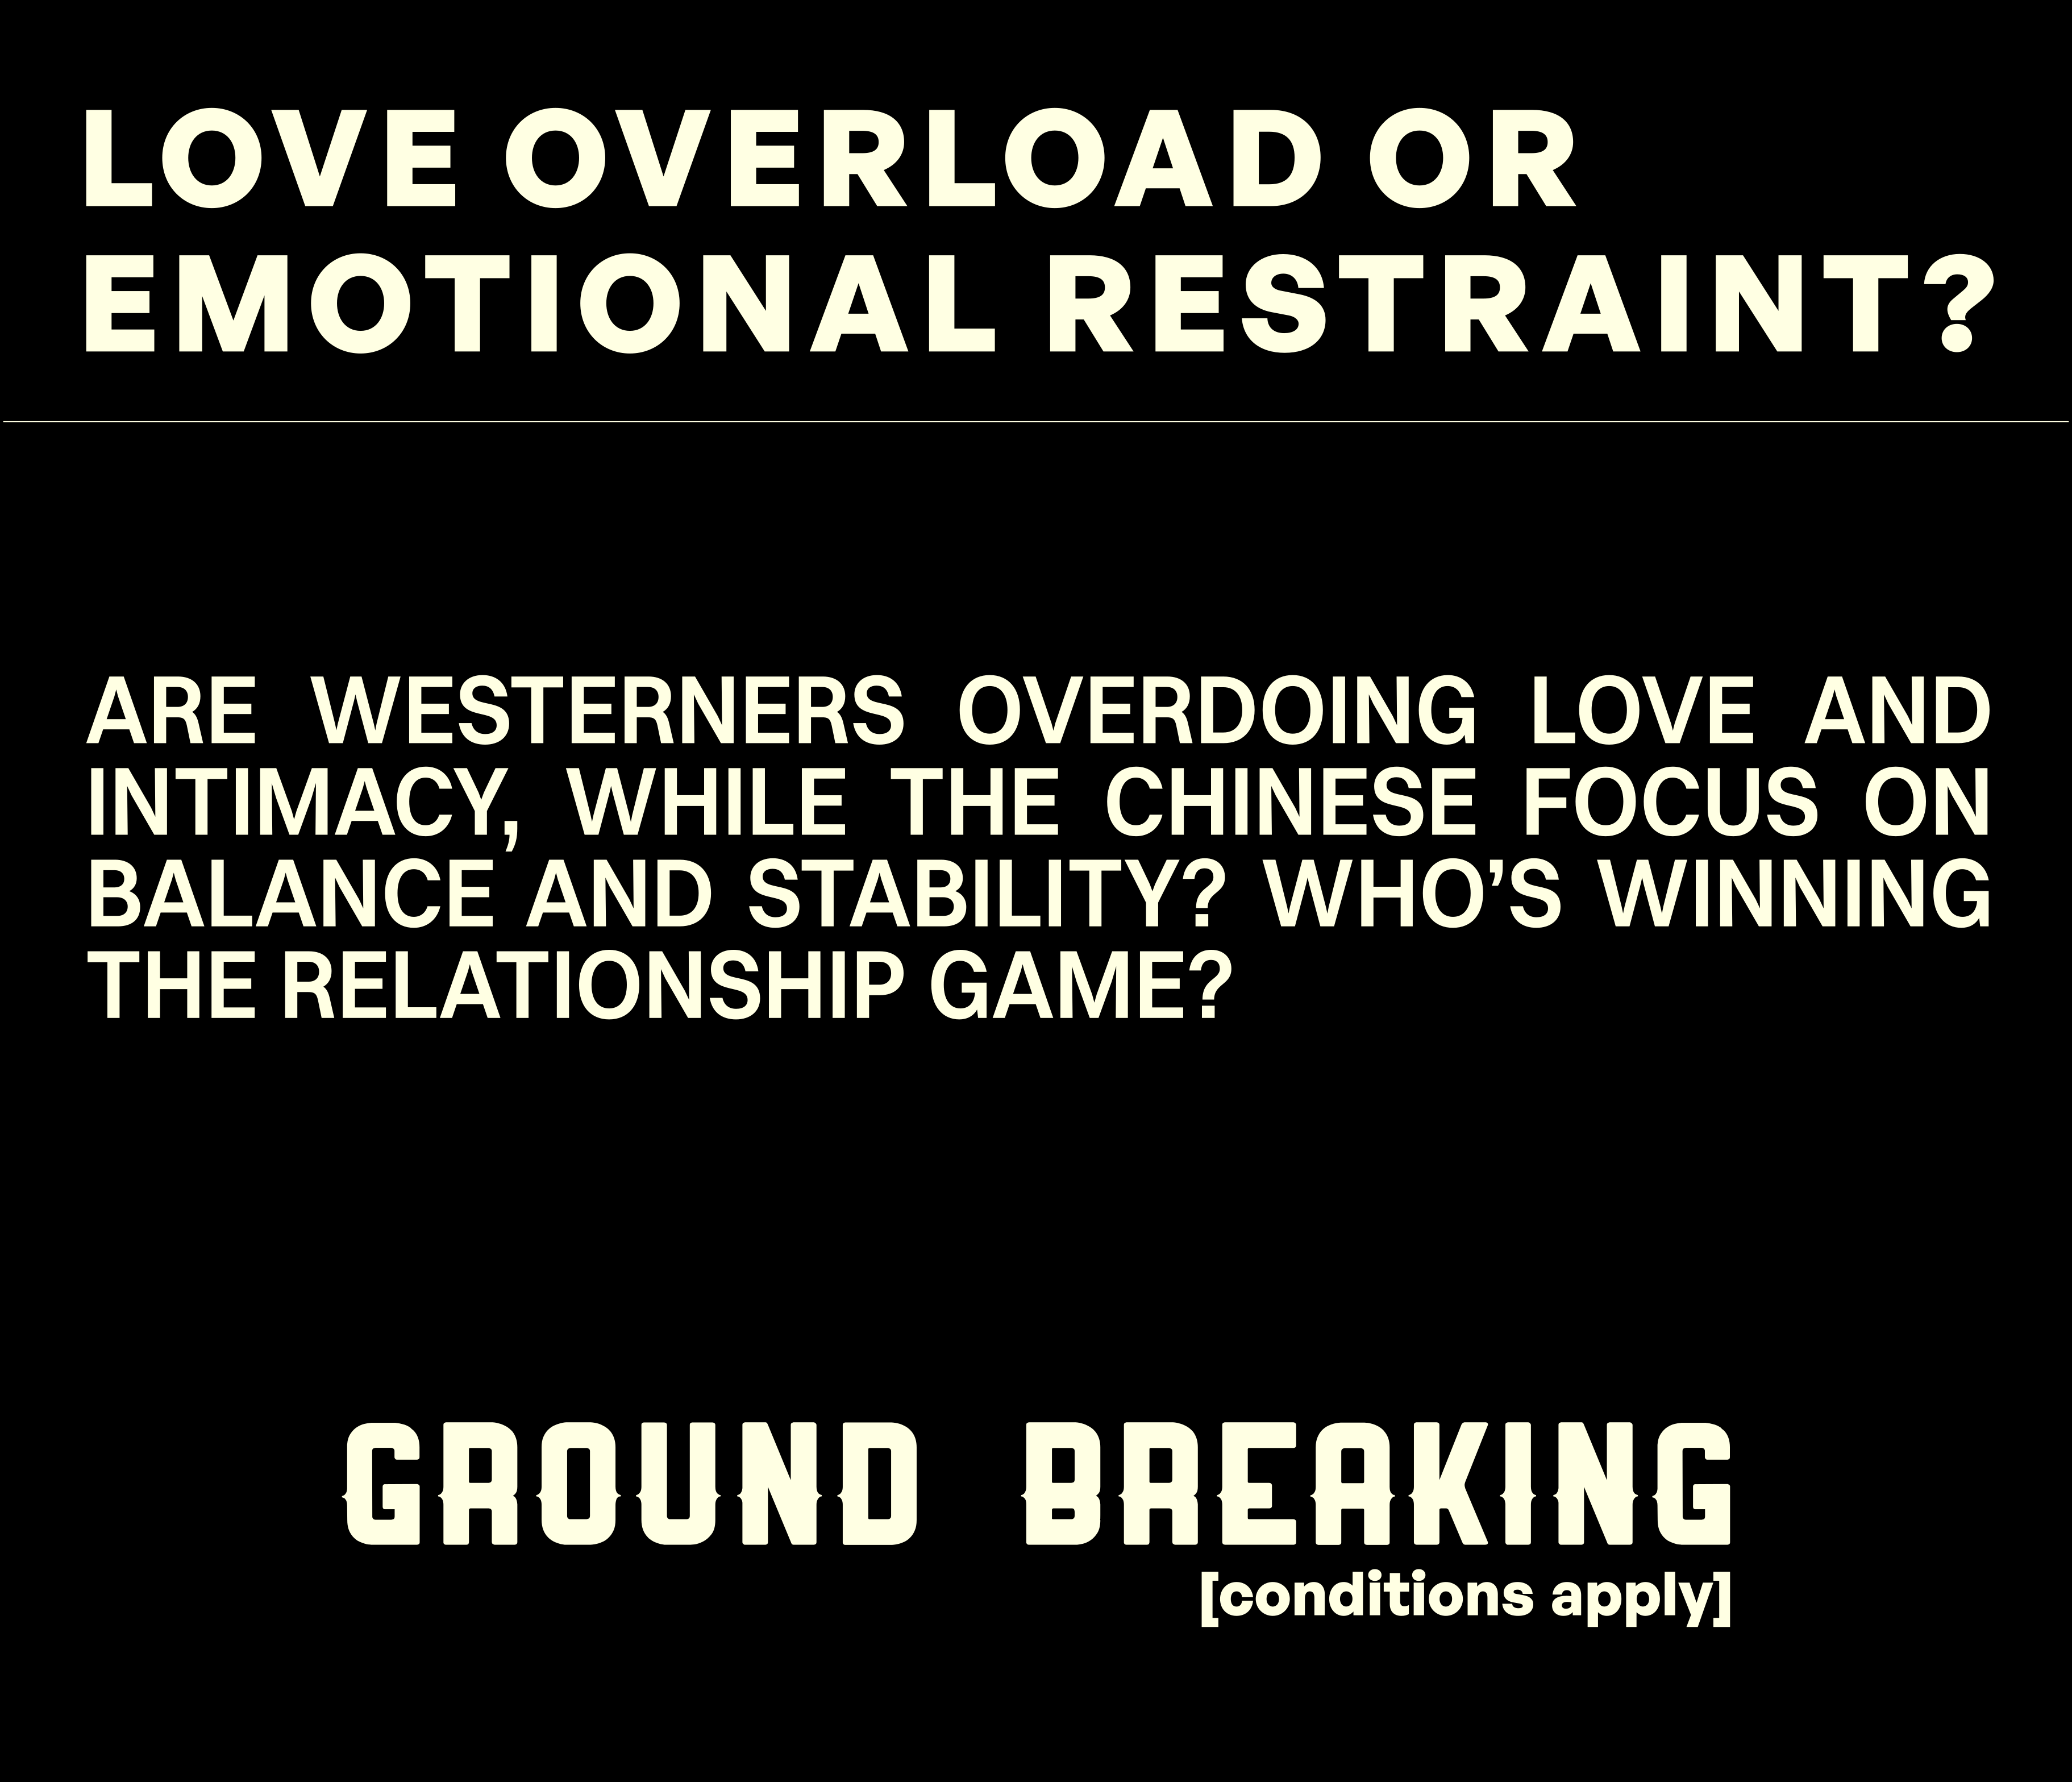 LOVE OVERLOAD OR
EMOTIONAL RESTRAINT?
ARE WESTERNERS OVERDOING LOVE AND
INTIMACY, WHILE THE CHINESE FOCUS ON
BALANCE AND STABILITY? WHO'S WINNING
THE RELATIONSHIP GAME?
GROUND BREAKING
[conditions apply]